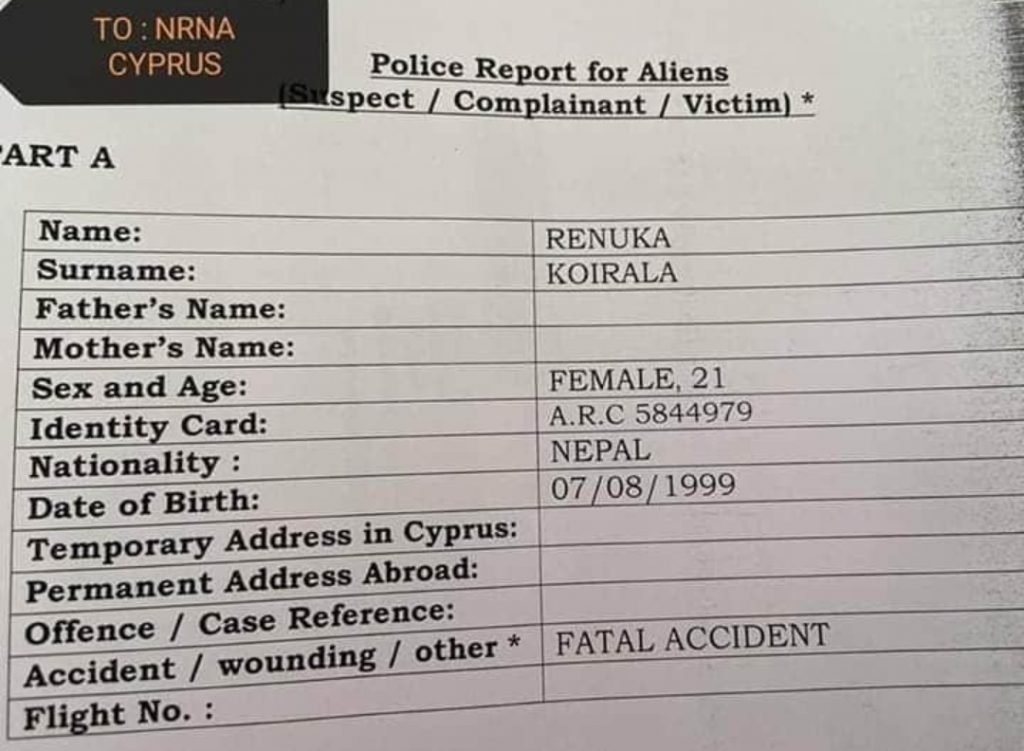 TO : NRNA
CYPRUS
Police Report for Aliens
(Suspect / Complainant / Victim) *
ART A
Name: RENUKA
Surname: KOIRALA
Father's Name:
Mother's Name:
Sex and Age: FEMALE, 21
Identity Card: A.R.C 5844979
Nationality : NEPAL
Date of Birth: 07/08/1999
Temporary Address in Cyprus:
Permanent Address Abroad:
Offence / Case Reference:
Accident / wounding / other * FATAL ACCIDENT
Flight No. :